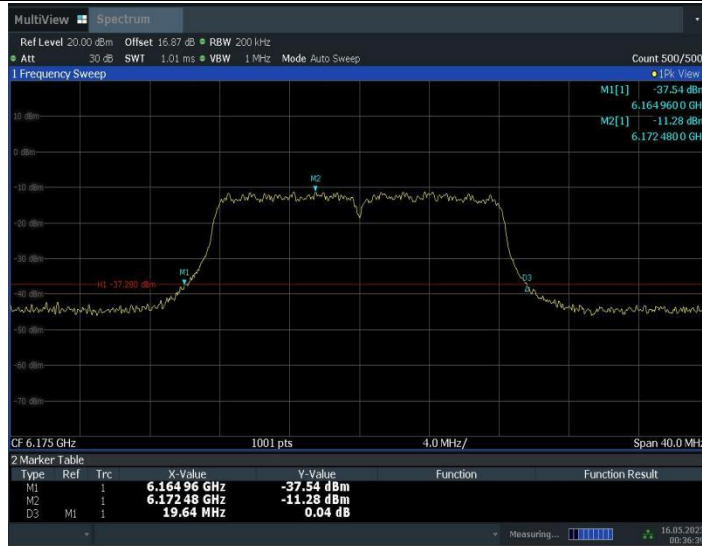 MultiView Spectrum
Ref Level 20.00 dBm Offset 16.87 dB RBW 200 kHz
Att 30 dB SWT 1.01 ms VBW 1 MHz Mode Auto Sweep Count 500/500
1 Frequency Sweep 1Pk View
M1[1] -37.54 dBm
6.164 960 0 GH
M2[1] -11.28 dBm
6.172 480 0 GH
10 dBm
0 dBm
M2
-10 dBm
-20 dBm
-30 dBm
M1
D3
H1 -37.280 dBm
-40 dBm
-50 dBm
-60 dBm
-70 dBm
CF 6.175 GHz 1001 pts 4.0 MHz/ Span 40.0 MHz
2 Marker Table
Type Ref Trc X-Value Y-Value Function Function Result
M1 1 6.164 96 GHz -37.54 dBm
M2 1 6.172 48 GHz -11.28 dBm
D3 M1 1 19.64 MHz 0.04 dB
Measuring... 16.05.2023
00:36:39